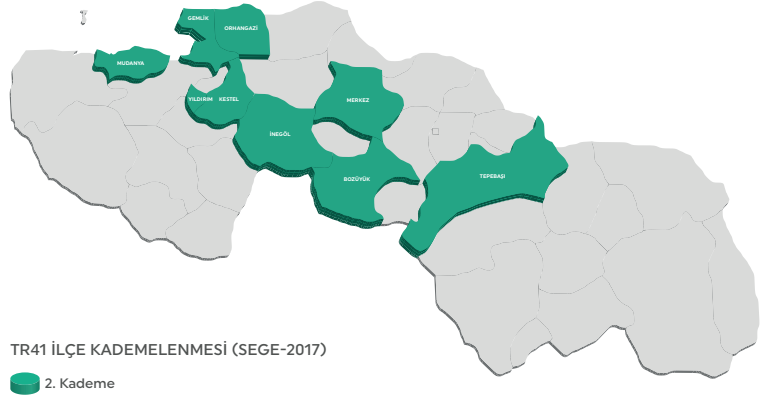 GEMLİK
ORHANGAZİ
MUDANYA
YILDIRIM
KESTEL
MERKEZ
İNEGÖL
BOZÜYÜK
TEPEBAŞI
TR41 İLÇE KADEMELENMESİ (SEGE-2017)
2. Kademe